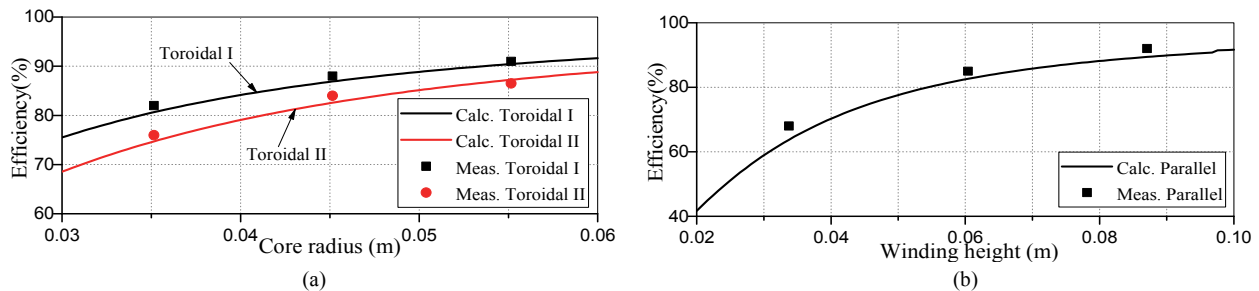 100
90
80
70
60
Efficiency(%)
Toroidal I
Toroidal II
Calc. Toroidal I
Calc. Toroidal II
Meas. Toroidal I
Meas. Toroidal II
0.03
0.04
0.05
0.06
Core radius (m)
(a)
100
80
60
40
Efficiency(%)
Calc. Parallel
Meas. Parallel
0.02
0.04
0.06
0.08
0.10
Winding height (m)
(b)